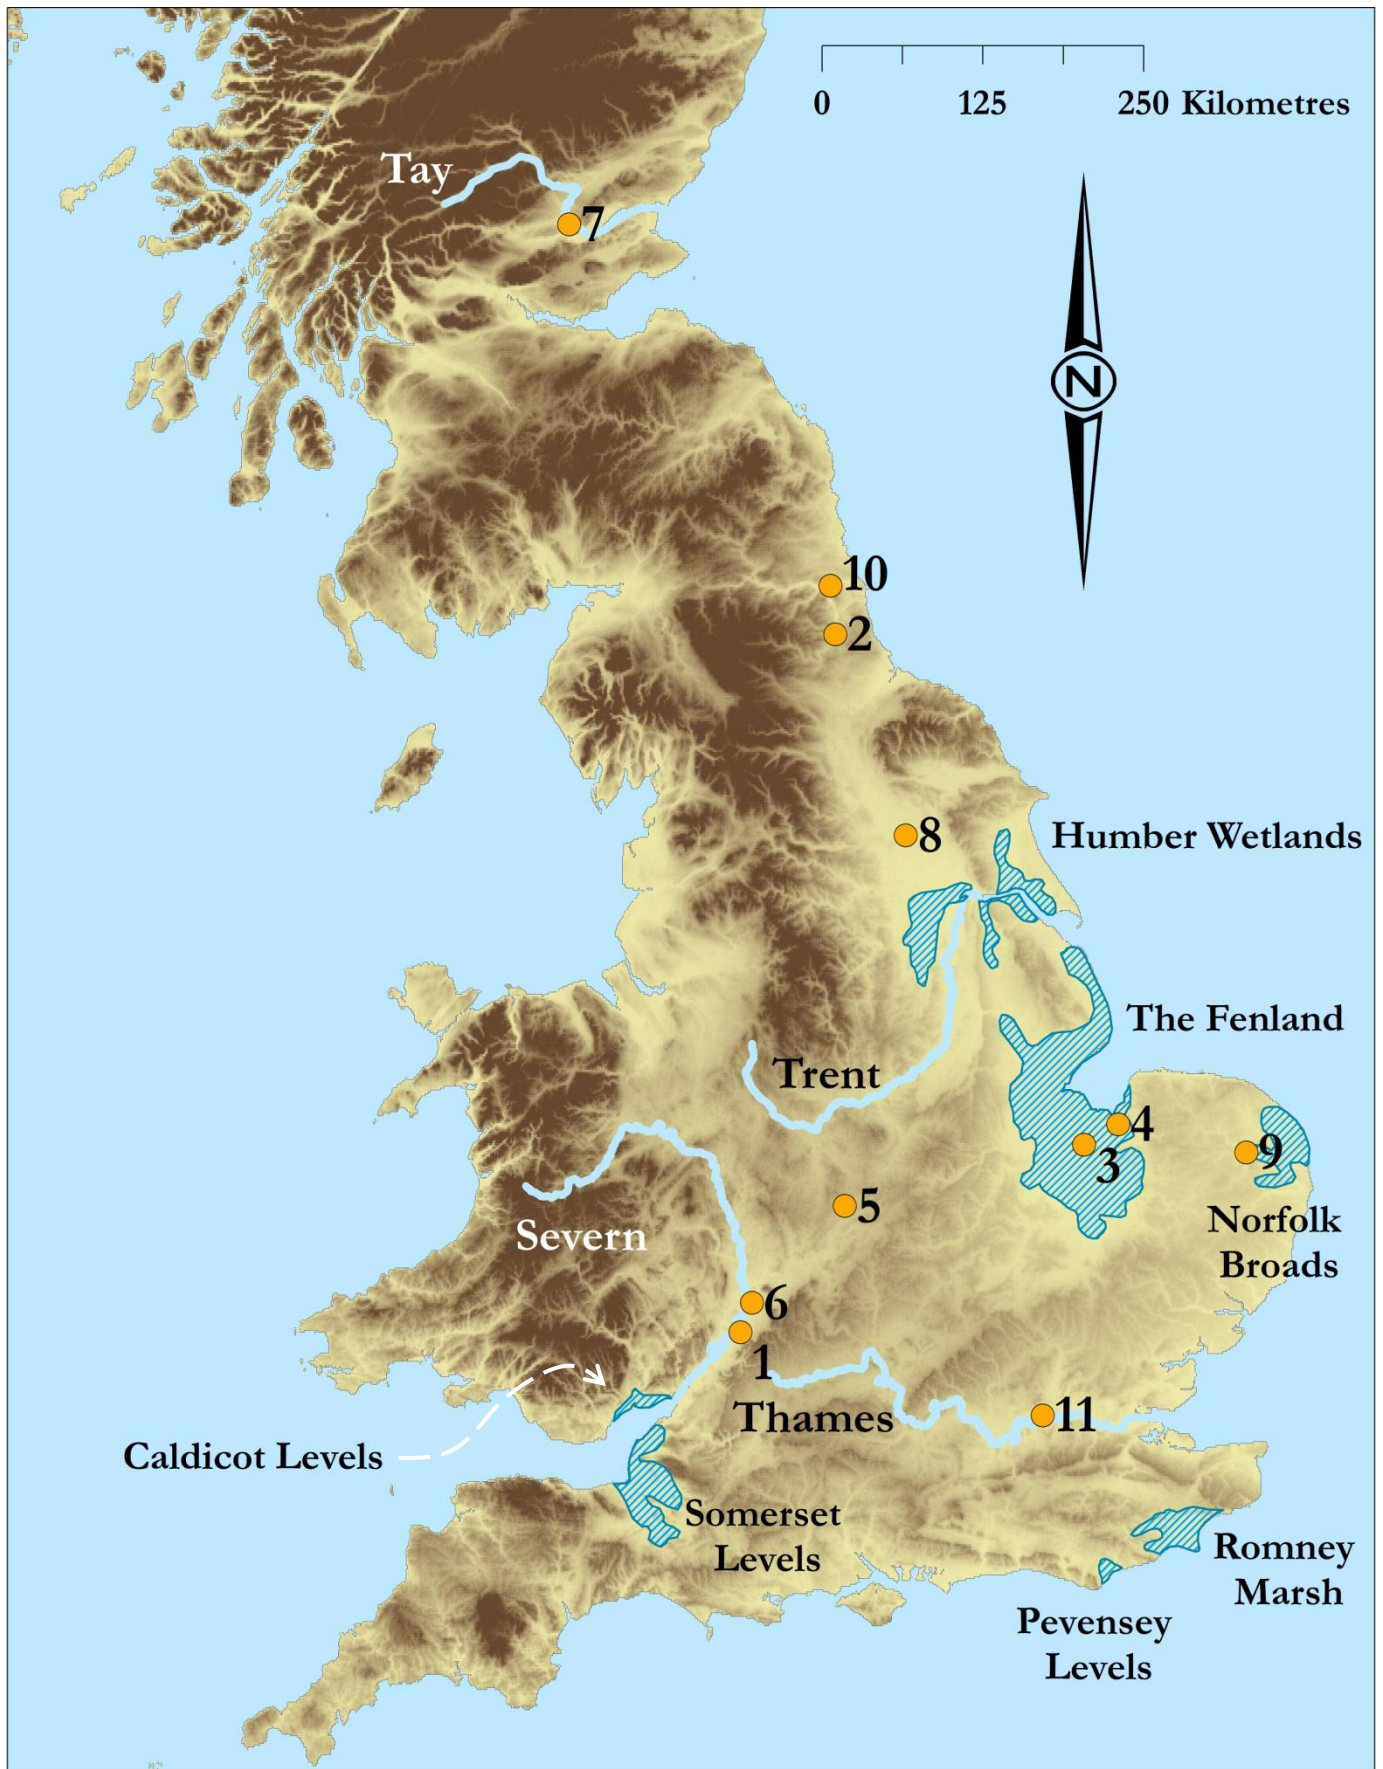 0 125 250 Kilometres
Tay
7
N
10
2
8
Humber Wetlands
The Fenland
Trent
4
3
9
5
Norfolk
Broads
Severn
6
1
Thames
11
Caldicot Levels
Somerset
Levels
Romney
Marsh
Pevensey
Levels